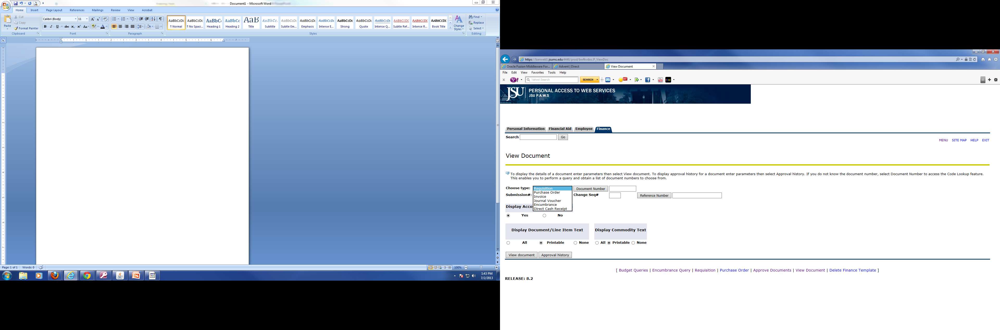 Document1 - Microsoft Word
Home Insert Page Layout References Mailings Review View Acrobat
Paste
Cut
Copy
Format Painter
Clipboard
Calibri (Body) 11
Font
Paragraph
AaBbCcDc AaBbCcDc AaBbC AaBbCc AaB AaBbCc. AaBbCcDc AaBbCcDc AaBbCcDc AaBbCcDc AaBbCcDc AaBbCcDc AaBbCcDc AaBbCcDc AaBbCcDc
¶ Normal ¶ No Spaci... Heading 1 Heading 2 Title Subtitle Subtle Em... Emphasis Intense E... Strong Quote Intense Q... Subtle Ref... Intense R... Book Title
Change Styles
Styles
Find
Replace
Select
Editing
Page: 1 of 1 Words: 0
100%
1:43 PM
7/2/2013
https://banweb1.jsums.edu:4446/prod/bwfkvdoc.P_ViewDoc
Oracle Fusion Middleware For... Advent | Direct View Document
File Edit View Favorites Tools Help
Y! Yahoo! Search SEARCH 84°
JSU 1877 PERSONAL ACCESS TO WEB SERVICES
JSU P.A.W.S
Personal Information Financial Aid Employee Finance
Search Go
MENU SITE MAP HELP EXIT
View Document
To display the details of a document enter parameters then select View document. To display approval history for a document enter parameters then select Approval history. If you do not know the document number, select Document Number to access the Code Lookup feature.
This enables you to perform a query and obtain a list of document numbers to choose from.
Choose type: Requisition Document Number
Purchase Order
Submission#: Invoice Change Seq# Reference Number
Journal Voucher
Encumbrance
Display Acco Direct Cash Receipt
Yes No
Display Document/Line Item Text Display Commodity Text
All Printable None All Printable None
View document Approval history
[ Budget Queries | Encumbrance Query | Requisition | Purchase Order | Approve Documents | View Document | Delete Finance Template ]
RELEASE: 8.2